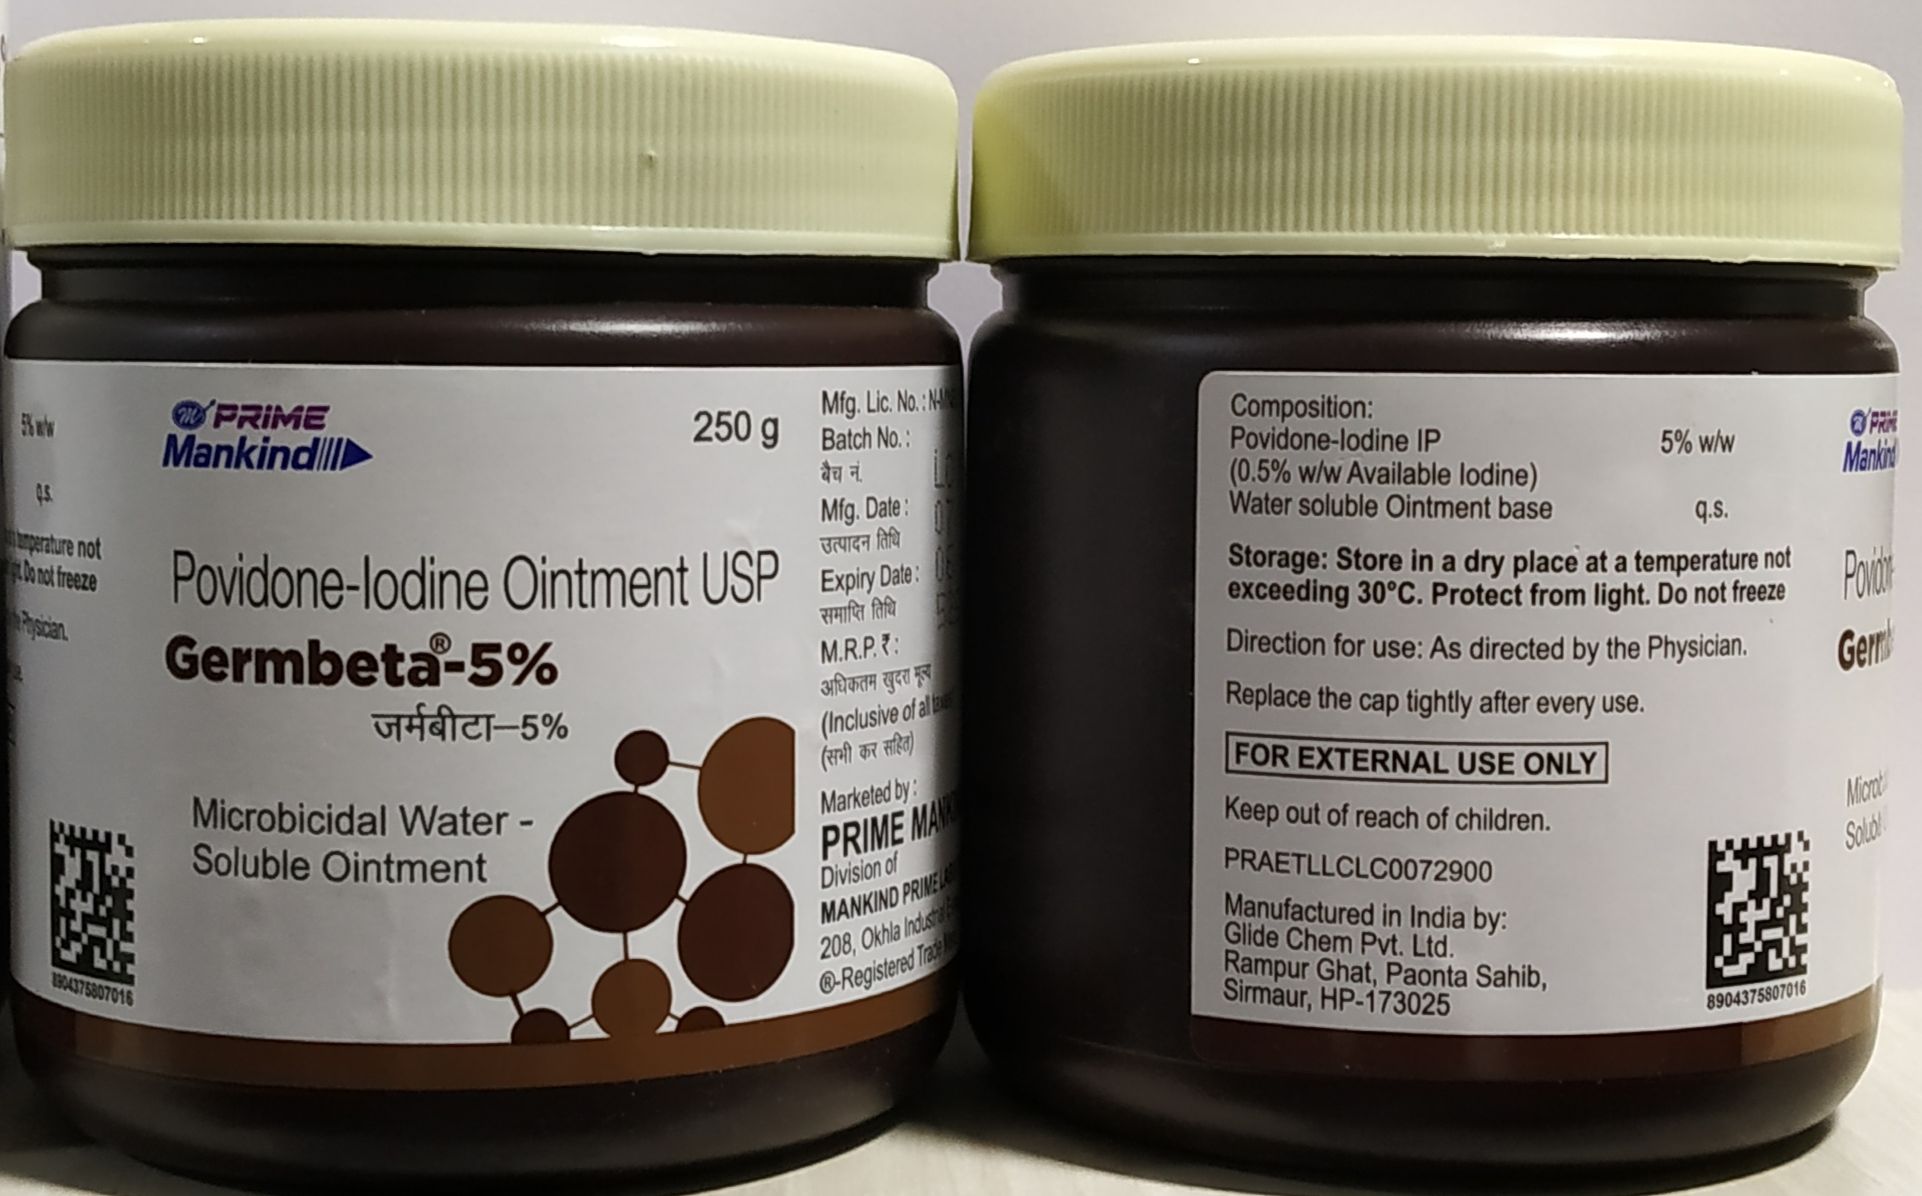 5% w/w
q.s.
temperature not
Do not freeze
Physician.
8904375807016
PRIME
Mankind
250 g
Povidone-Iodine Ointment USP
Germbeta®-5%
जर्मबीटा–5%
Microbicidal Water -
Soluble Ointment
Mfg. Lic. No. :
Batch No. :
बैच नं.
Mfg. Date :
उत्पादन तिथि
Expiry Date :
समाप्ति तिथि
M.R.P. ₹ :
अधिकतम खुदरा मूल्य
(Inclusive of all
(सभी कर सहित)
Marketed by :
PRIME
Division of
MANKIND PRIME
208, Okhla
®-Registered
Composition:
Povidone-Iodine IP 5% w/w
(0.5% w/w Available Iodine)
Water soluble Ointment base q.s.
Storage: Store in a dry place at a temperature not
exceeding 30°C. Protect from light. Do not freeze
Direction for use: As directed by the Physician.
Replace the cap tightly after every use.
FOR EXTERNAL USE ONLY
Keep out of reach of children.
PRAETLLCLC0072900
Manufactured in India by:
Glide Chem Pvt. Ltd.
Rampur Ghat, Paonta Sahib,
Sirmaur, HP-173025
8904375807016